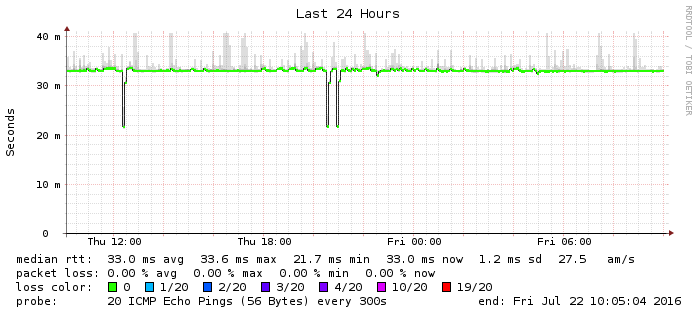 Last 24 Hours
RRDTOOL / TOBI OETIKER
Seconds
40 m
30 m
20 m
10 m
0
Thu 12:00 Thu 18:00 Fri 00:00 Fri 06:00
median rtt: 33.0 ms avg 33.6 ms max 21.7 ms min 33.0 ms now 1.2 ms sd 27.5 am/s
packet loss: 0.00 % avg 0.00 % max 0.00 % min 0.00 % now
loss color: 0 1/20 2/20 3/20 4/20 10/20 19/20
probe: 20 ICMP Echo Pings (56 Bytes) every 300s end: Fri Jul 22 10:05:04 2016